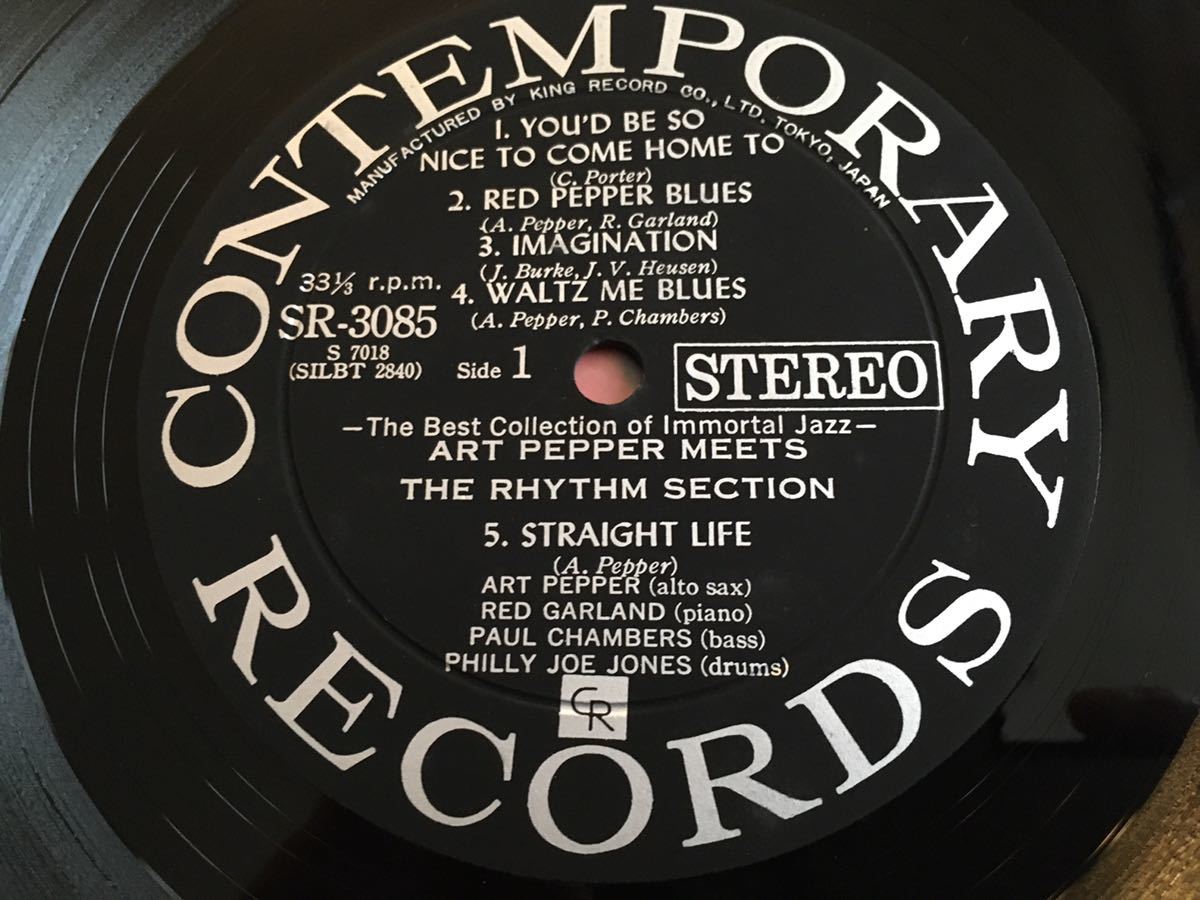 CONTEMPORARY
MANUFACTURED BY KING RECORD CO., LTD. TOKYO, JAPAN
1. YOU'D BE SO
NICE TO COME HOME TO
(C. Porter)
2. RED PEPPER BLUES
(A. Pepper, R. Garland)
3. IMAGINATION
(J. Burke, J. V. Heusen)
33⅓ r.p.m.
4. WALTZ ME BLUES
SR-3085
(A. Pepper, P. Chambers)
S 7018
(SILBT 2840)
Side 1
STEREO
—The Best Collection of Immortal Jazz—
ART PEPPER MEETS
THE RHYTHM SECTION
5. STRAIGHT LIFE
(A. Pepper)
ART PEPPER (alto sax)
RED GARLAND (piano)
PAUL CHAMBERS (bass)
PHILLY JOE JONES (drums)
CR
RECORDS